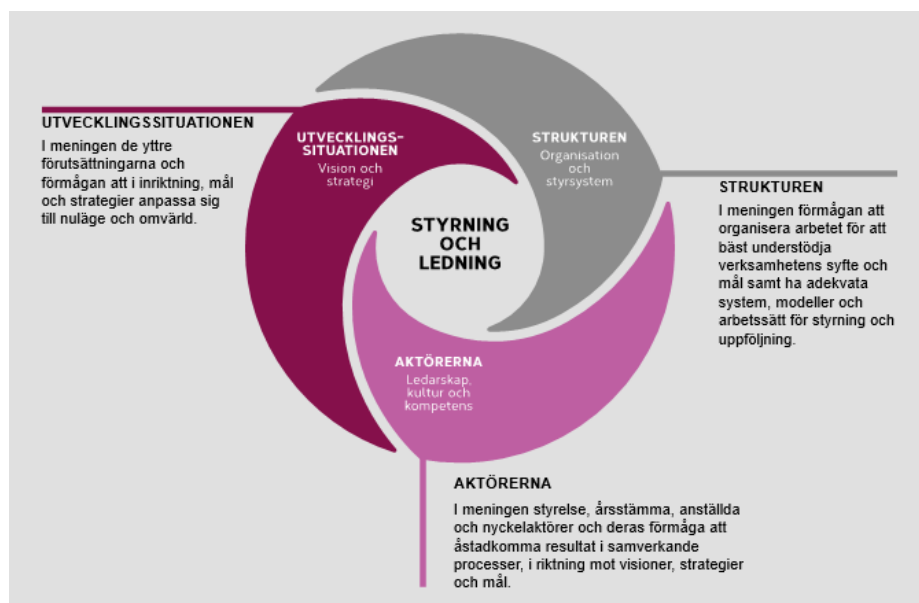 UTVECKLINGSSITUATIONEN
I meningen de yttre
förutsättningarna och
förmågan att i inriktning, mål
och strategier anpassa sig
till nuläge och omvärld.
UTVECKLINGS-
SITUATIONEN
Vision och
strategi
STRUKTUREN
Organisation
och
styrsystem
STYRNING
OCH
LEDNING
STRUKTUREN
I meningen förmågan att
organisera arbetet för att
bäst understödja
verksamhetens syfte och
mål samt ha adekvata
system, modeller och
arbetssätt för styrning och
uppföljning.
AKTÖRERNA
Ledarskap,
kultur och
kompetens
AKTÖRERNA
I meningen styrelse, årsstämma, anställda
och nyckelaktörer och deras förmåga att
åstadkomma resultat i samverkande
processer, i riktning mot visioner, strategier
och mål.